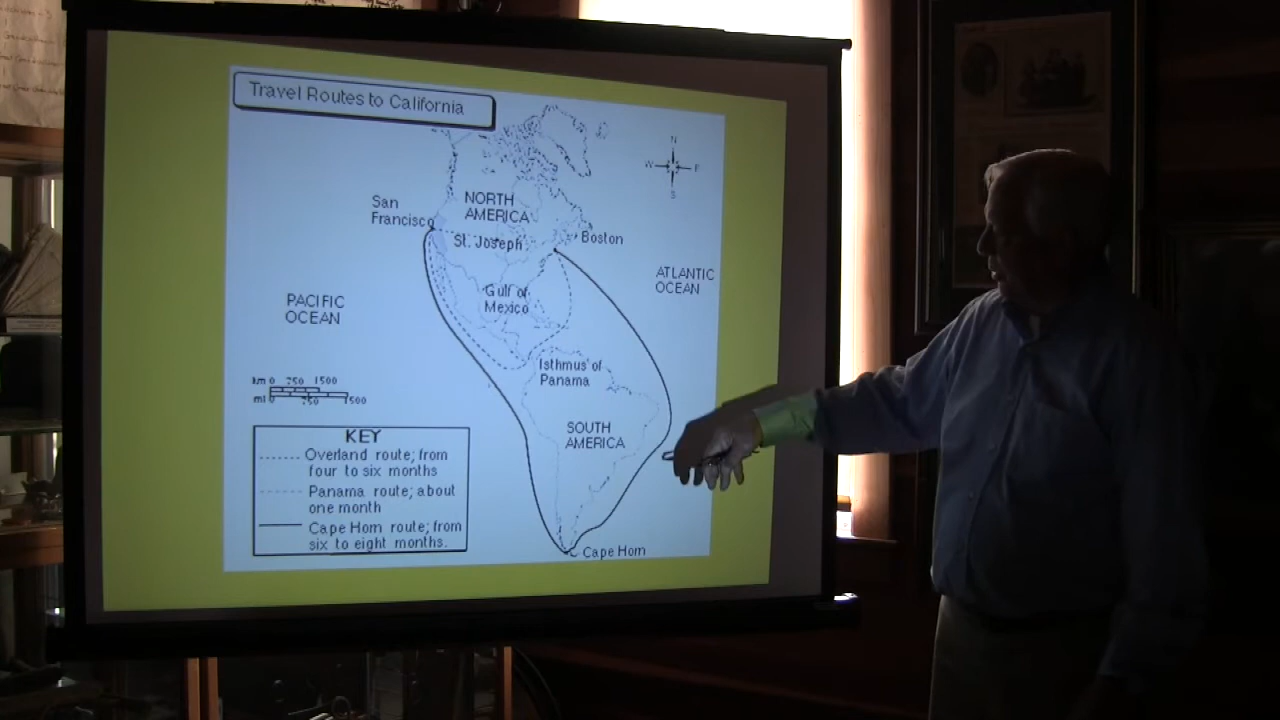 Travel Routes to California
N
W E
S
San
Francisco
NORTH
AMERICA
St. Joseph
Boston
ATLANTIC
OCEAN
PACIFIC
OCEAN
Gulf of
Mexico
Isthmus of
Panama
km 0 750 1500
mi 0 750 1500
SOUTH
AMERICA
KEY
Overland route; from
four to six months
Panama route; about
one month
Cape Horn route; from
six to eight months.
Cape Horn